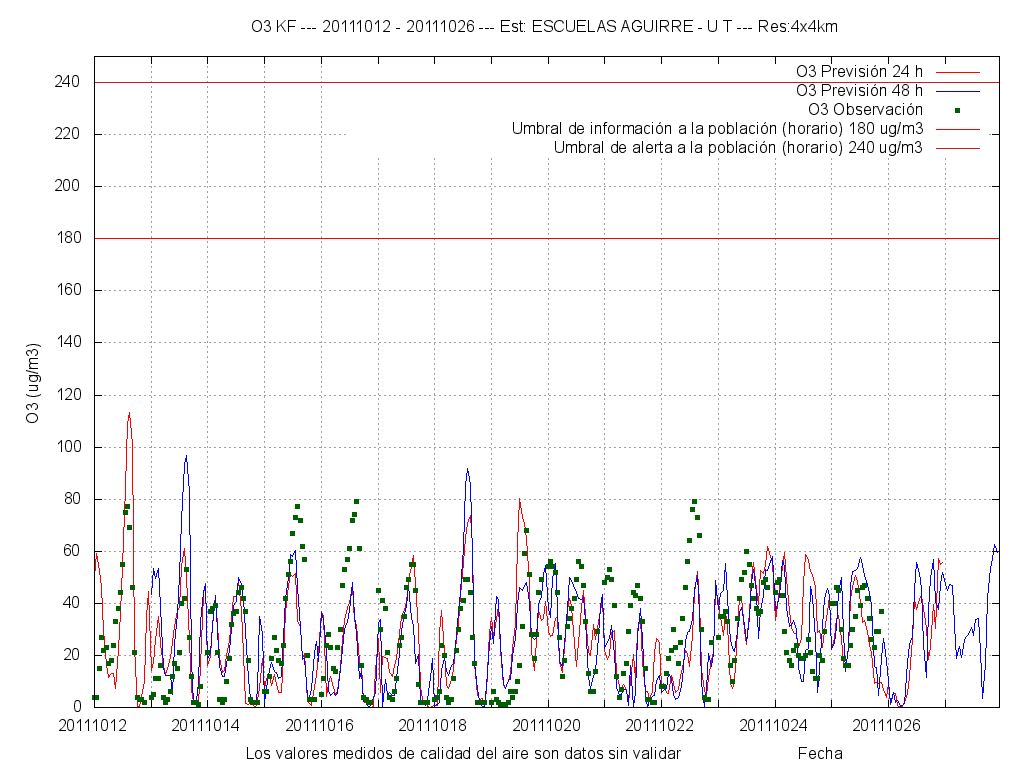 O3 KF --- 20111012 - 20111026 --- Est: ESCUELAS AGUIRRE - U T --- Res:4x4km
O3 Previsión 24 h
O3 Previsión 48 h
O3 Observación
Umbral de información a la población (horario) 180 ug/m3
Umbral de alerta a la población (horario) 240 ug/m3
O3 (ug/m3)
240
220
200
180
160
140
120
100
80
60
40
20
0
20111012 20111014 20111016 20111018 20111020 20111022 20111024 20111026
Los valores medidos de calidad del aire son datos sin validar Fecha